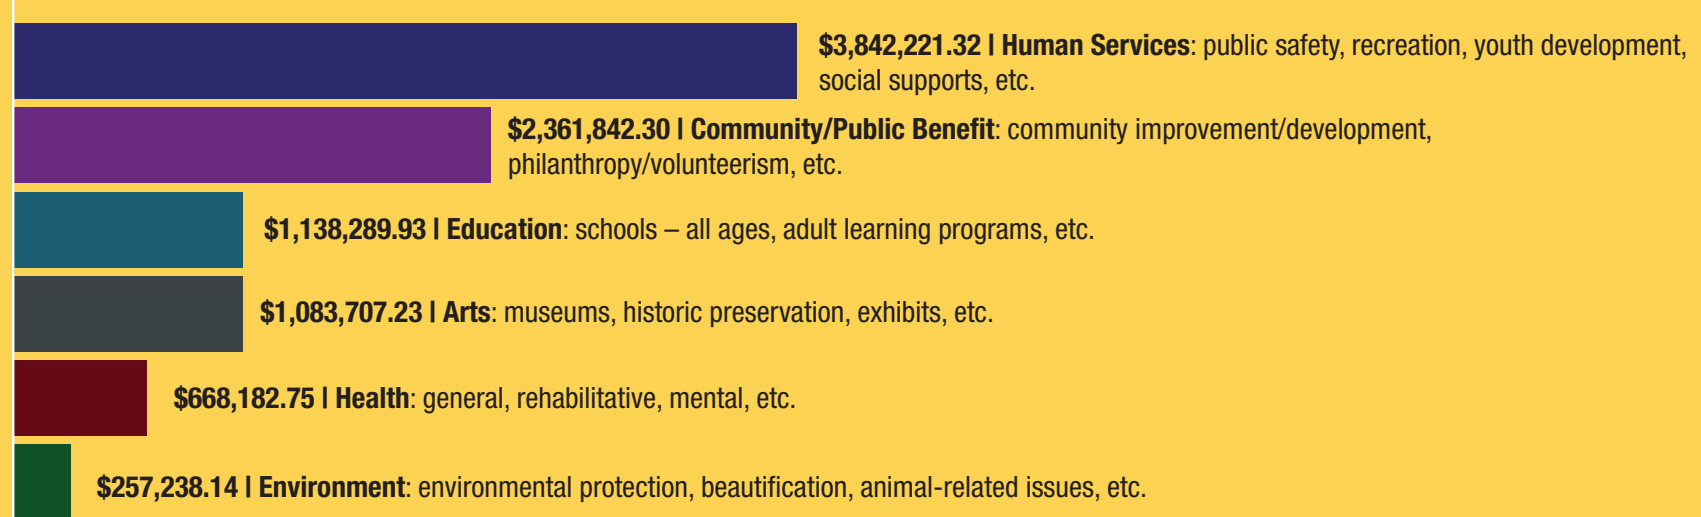 $3,842,221.32 | Human Services: public safety, recreation, youth development,
social supports, etc.
$2,361,842.30 | Community/Public Benefit: community improvement/development,
philanthropy/volunteerism, etc.
$1,138,289.93 | Education: schools – all ages, adult learning programs, etc.
$1,083,707.23 | Arts: museums, historic preservation, exhibits, etc.
$668,182.75 | Health: general, rehabilitative, mental, etc.
$257,238.14 | Environment: environmental protection, beautification, animal-related issues, etc.